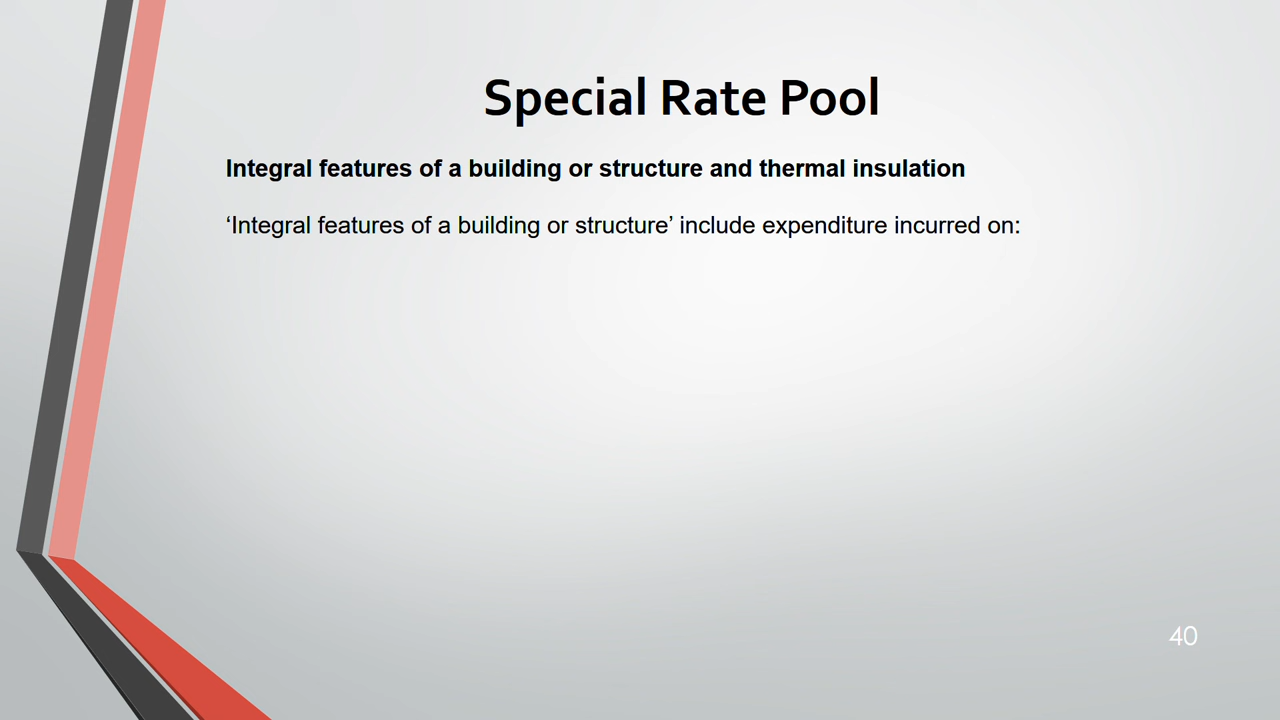 Special Rate Pool
Integral features of a building or structure and thermal insulation
‘Integral features of a building or structure’ include expenditure incurred on:
40